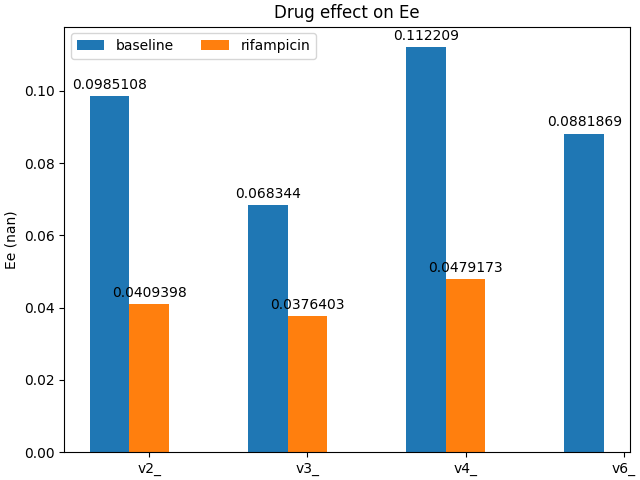 Drug effect on Ee
baseline
rifampicin
0.0985108
0.0409398
0.068344
0.0376403
0.112209
0.0479173
0.0881869
Ee (nan)
0.10
0.08
0.06
0.04
0.02
0.00
v2_
v3_
v4_
v6_